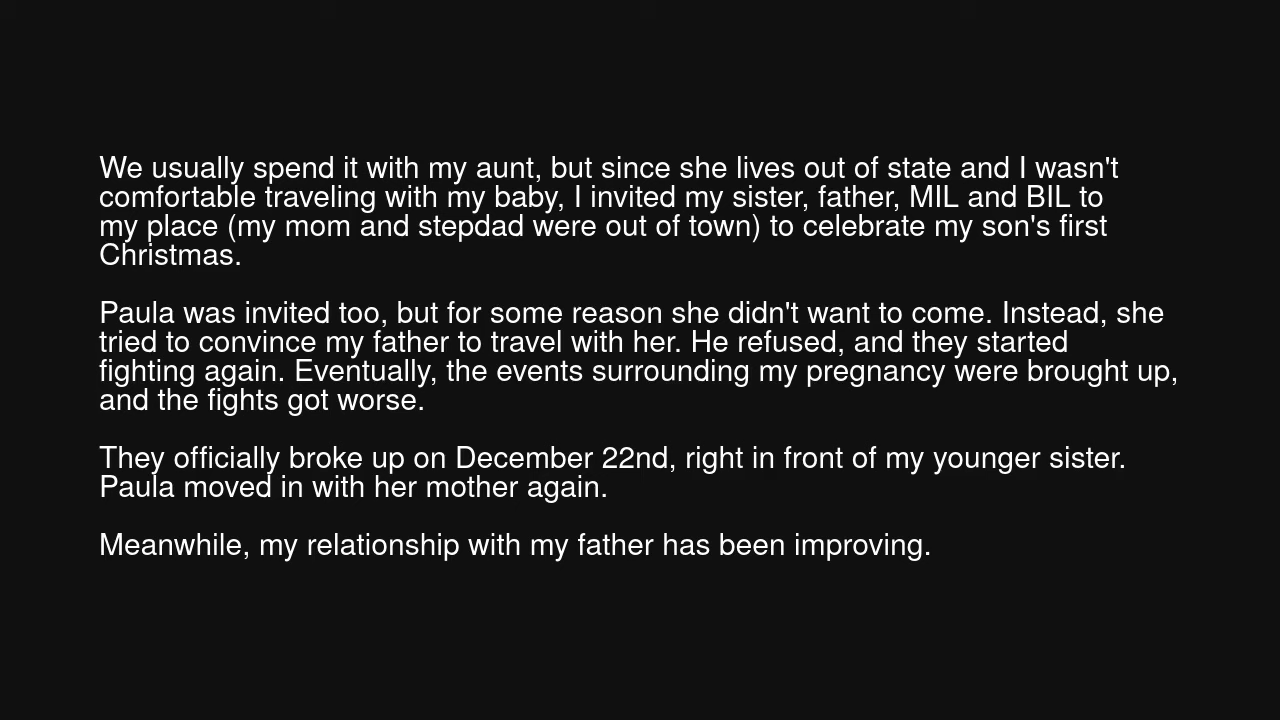 We usually spend it with my aunt, but since she lives out of state and I wasn't
comfortable traveling with my baby, I invited my sister, father, MIL and BIL to
my place (my mom and stepdad were out of town) to celebrate my son's first
Christmas.
Paula was invited too, but for some reason she didn't want to come. Instead, she
tried to convince my father to travel with her. He refused, and they started
fighting again. Eventually, the events surrounding my pregnancy were brought up,
and the fights got worse.
They officially broke up on December 22nd, right in front of my younger sister.
Paula moved in with her mother again.
Meanwhile, my relationship with my father has been improving.